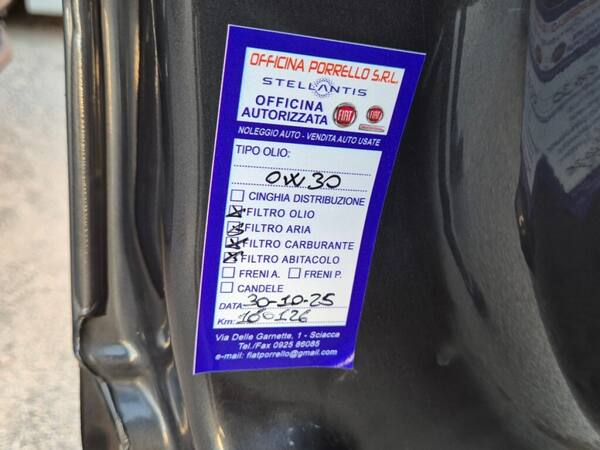 OFFICINA PORRELLO S.R.L.
STELLANTIS
OFFICINA
AUTORIZZATA
FIAT
NOLEGGIO AUTO - VENDITA AUTO USATE
TIPO OLIO:
0W30
CINGHIA DISTRIBUZIONE
FILTRO OLIO
FILTRO ARIA
FILTRO CARBURANTE
FILTRO ABITACOLO
FRENI A. FRENI P.
CANDELE
DATA: 30-10-25
Km: 180126
Via Delle Garnette, 1 - Sciacca
Tel./Fax 0925 86085
e-mail: fiatporrello@gmail.com